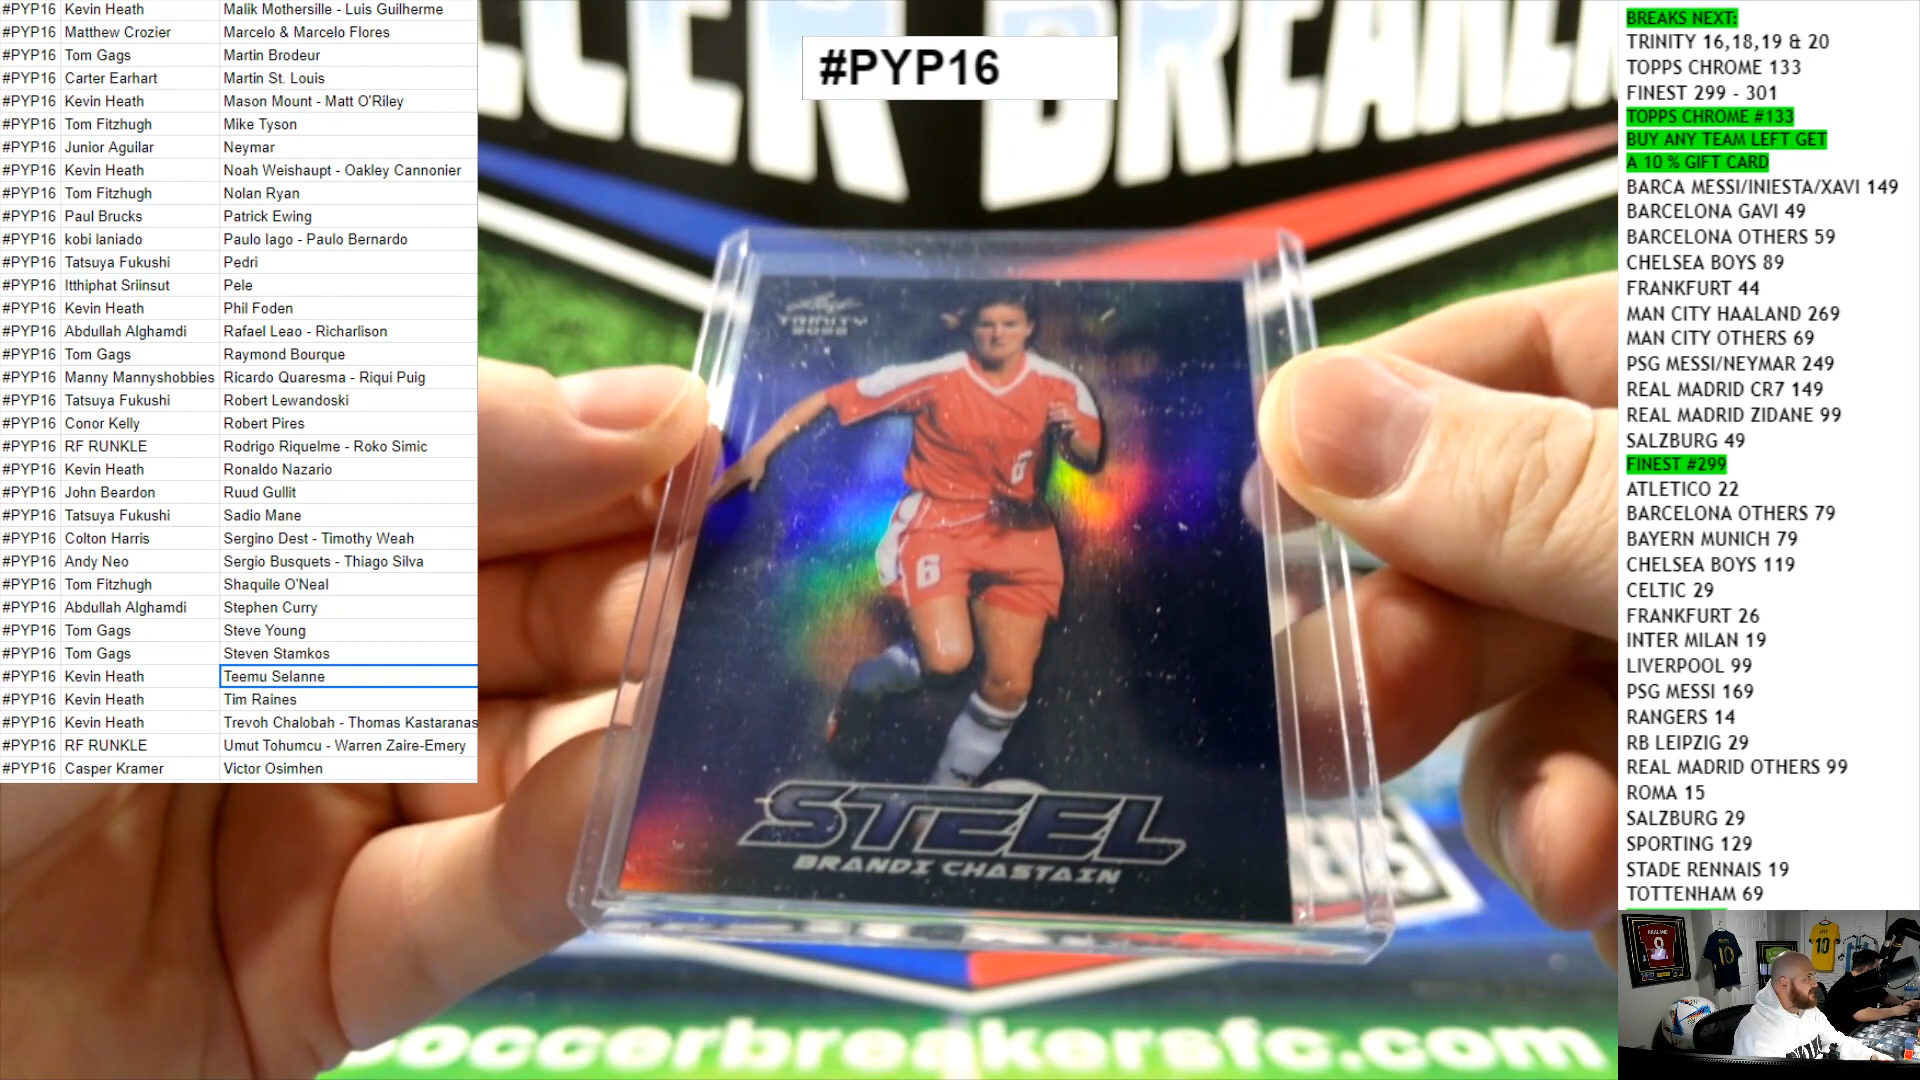 #PYP16 Kevin Heath Malik Mothersille - Luis Guilherme
#PYP16 Matthew Crozier Marcelo & Marcelo Flores
#PYP16 Tom Gags Martin Brodeur
#PYP16 Carter Earhart Martin St. Louis
#PYP16 Kevin Heath Mason Mount - Matt O'Riley
#PYP16 Tom Fitzhugh Mike Tyson
#PYP16 Junior Aguilar Neymar
#PYP16 Kevin Heath Noah Weishaupt - Oakley Cannonier
#PYP16 Tom Fitzhugh Nolan Ryan
#PYP16 Paul Brucks Patrick Ewing
#PYP16 kobi laniado Paulo Iago - Paulo Bernardo
#PYP16 Tatsuya Fukushi Pedri
#PYP16 Itthiphat Sriinsut Pele
#PYP16 Kevin Heath Phil Foden
#PYP16 Abdullah Alghamdi Rafael Leao - Richarlison
#PYP16 Tom Gags Raymond Bourque
#PYP16 Manny Mannyshobbies Ricardo Quaresma - Riqui Puig
#PYP16 Tatsuya Fukushi Robert Lewandoski
#PYP16 Conor Kelly Robert Pires
#PYP16 RF RUNKLE Rodrigo Riquelme - Roko Simic
#PYP16 Kevin Heath Ronaldo Nazario
#PYP16 John Beardon Ruud Gullit
#PYP16 Tatsuya Fukushi Sadio Mane
#PYP16 Colton Harris Sergino Dest - Timothy Weah
#PYP16 Andy Neo Sergio Busquets - Thiago Silva
#PYP16 Tom Fitzhugh Shaquile O'Neal
#PYP16 Abdullah Alghamdi Stephen Curry
#PYP16 Tom Gags Steve Young
#PYP16 Tom Gags Steven Stamkos
#PYP16 Kevin Heath Teemu Selanne
#PYP16 Kevin Heath Tim Raines
#PYP16 Kevin Heath Trevoh Chalobah - Thomas Kastaranas
#PYP16 RF RUNKLE Umut Tohumcu - Warren Zaire-Emery
#PYP16 Casper Kramer Victor Osimhen
#PYP16
TRINITY
2022
6
6
STEEL
BRANDI CHASTAIN
soccerbreakersfc.com
BREAKS NEXT:
TRINITY 16,18,19 & 20
TOPPS CHROME 133
FINEST 299 - 301
TOPPS CHROME #133
BUY ANY TEAM LEFT GET
A 10 % GIFT CARD
BARCA MESSI/INIESTA/XAVI 149
BARCELONA GAVI 49
BARCELONA OTHERS 59
CHELSEA BOYS 89
FRANKFURT 44
MAN CITY HAALAND 269
MAN CITY OTHERS 69
PSG MESSI/NEYMAR 249
REAL MADRID CR7 149
REAL MADRID ZIDANE 99
SALZBURG 49
FINEST #299
ATLETICO 22
BARCELONA OTHERS 79
BAYERN MUNICH 79
CHELSEA BOYS 119
CELTIC 29
FRANKFURT 26
INTER MILAN 19
LIVERPOOL 99
PSG MESSI 169
RANGERS 14
RB LEIPZIG 29
REAL MADRID OTHERS 99
ROMA 15
SALZBURG 29
SPORTING 129
STADE RENNAIS 19
TOTTENHAM 69
HAALAND
9
10
10